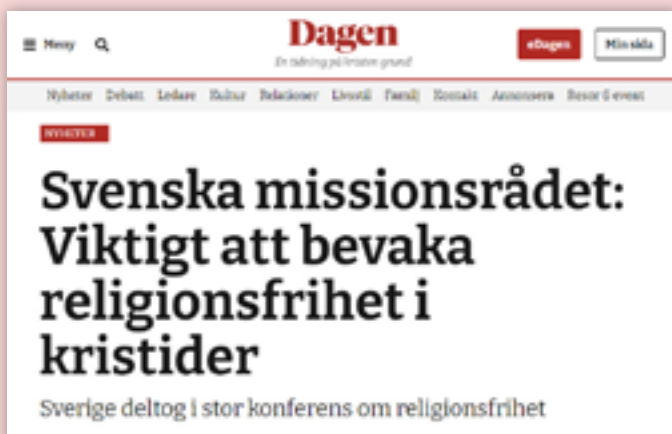 Meny
Dagen
eDagen
Min sida
En tidning på kristen grund
Nyheter Debatt Ledare Kultur Relationer Livsstil Familj Kontakt Annonsera Resor & event
NYHETER
Svenska missionsrådet:
Viktigt att bevaka
religionsfrihet i
kristider
Sverige deltog i stor konferens om religionsfrihet